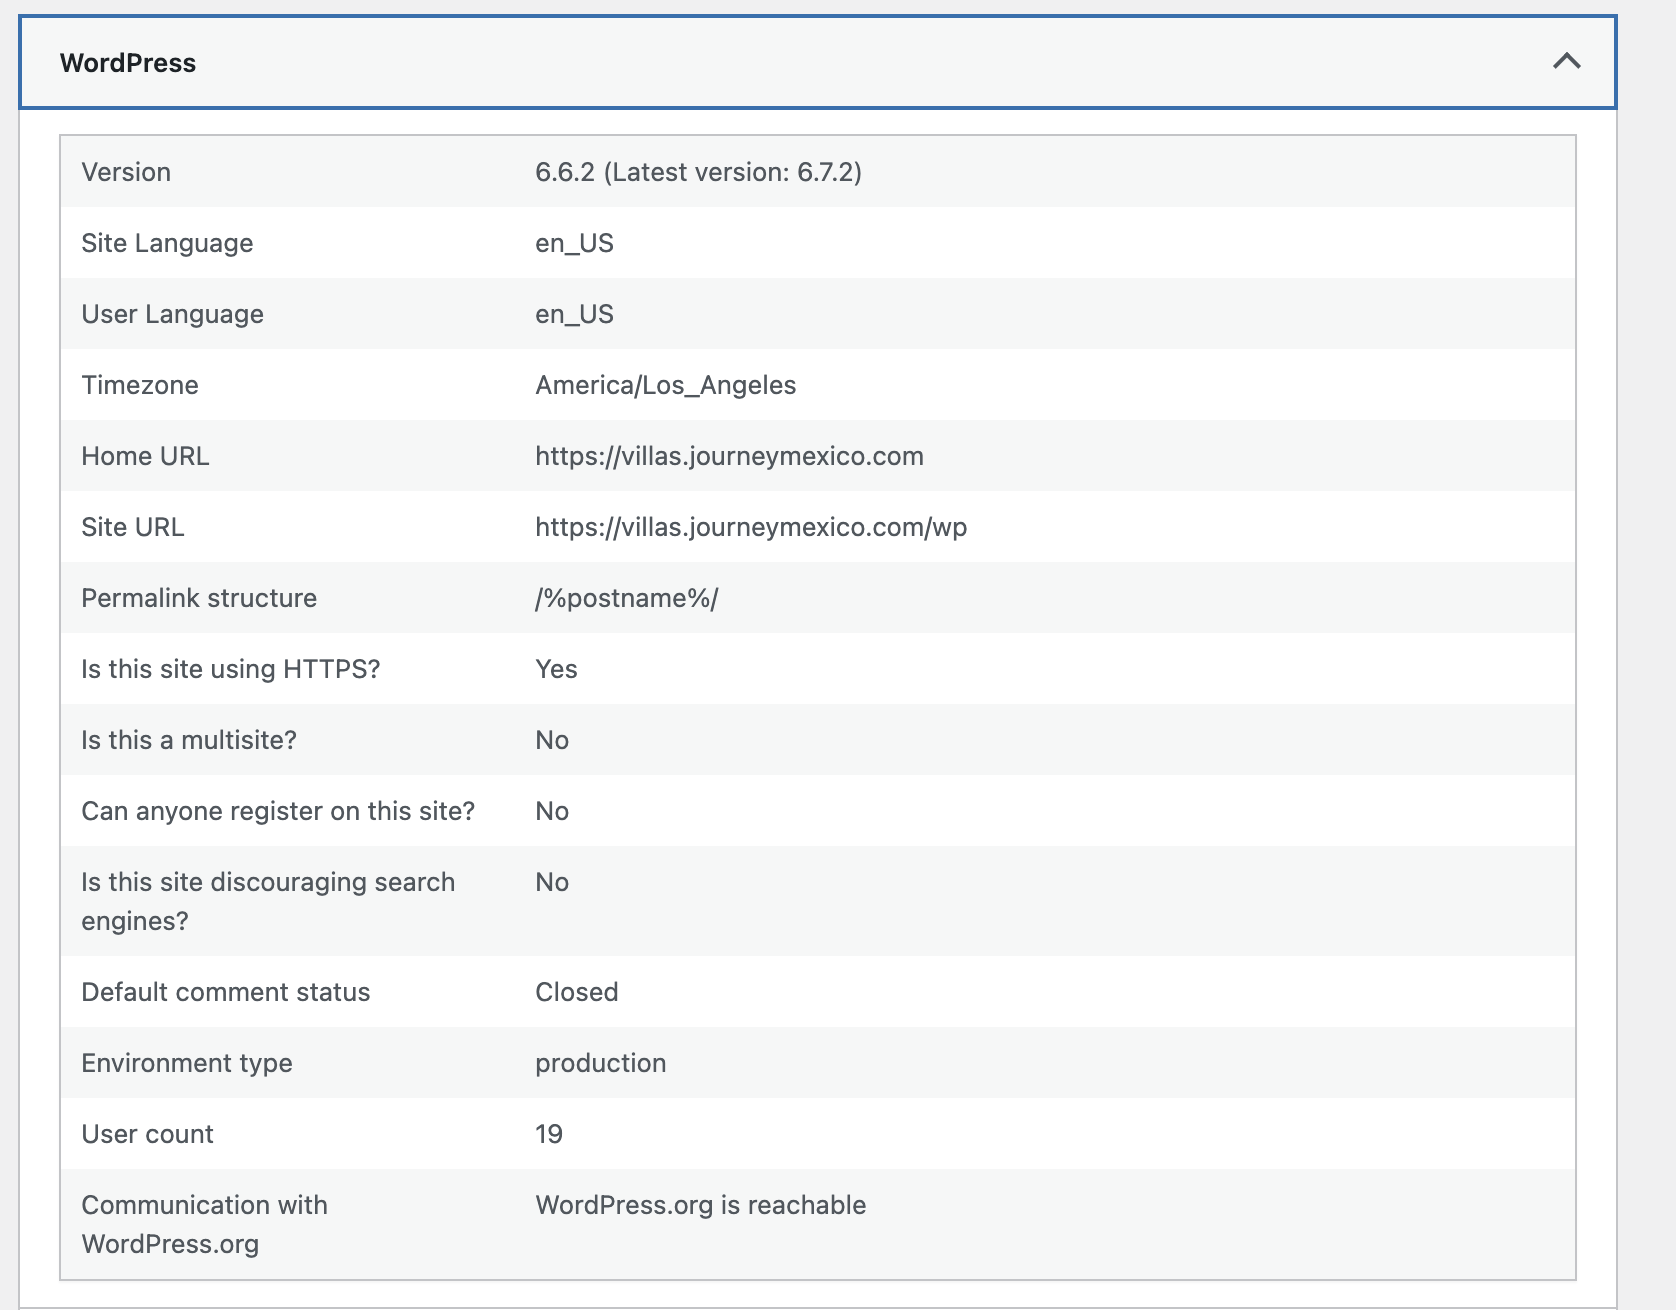 WordPress
Version 6.6.2 (Latest version: 6.7.2)
Site Language en_US
User Language en_US
Timezone America/Los_Angeles
Home URL https://villas.journeymexico.com
Site URL https://villas.journeymexico.com/wp
Permalink structure /%postname%/
Is this site using HTTPS? Yes
Is this a multisite? No
Can anyone register on this site? No
Is this site discouraging search No
engines?
Default comment status Closed
Environment type production
User count 19
Communication with WordPress.org is reachable
WordPress.org